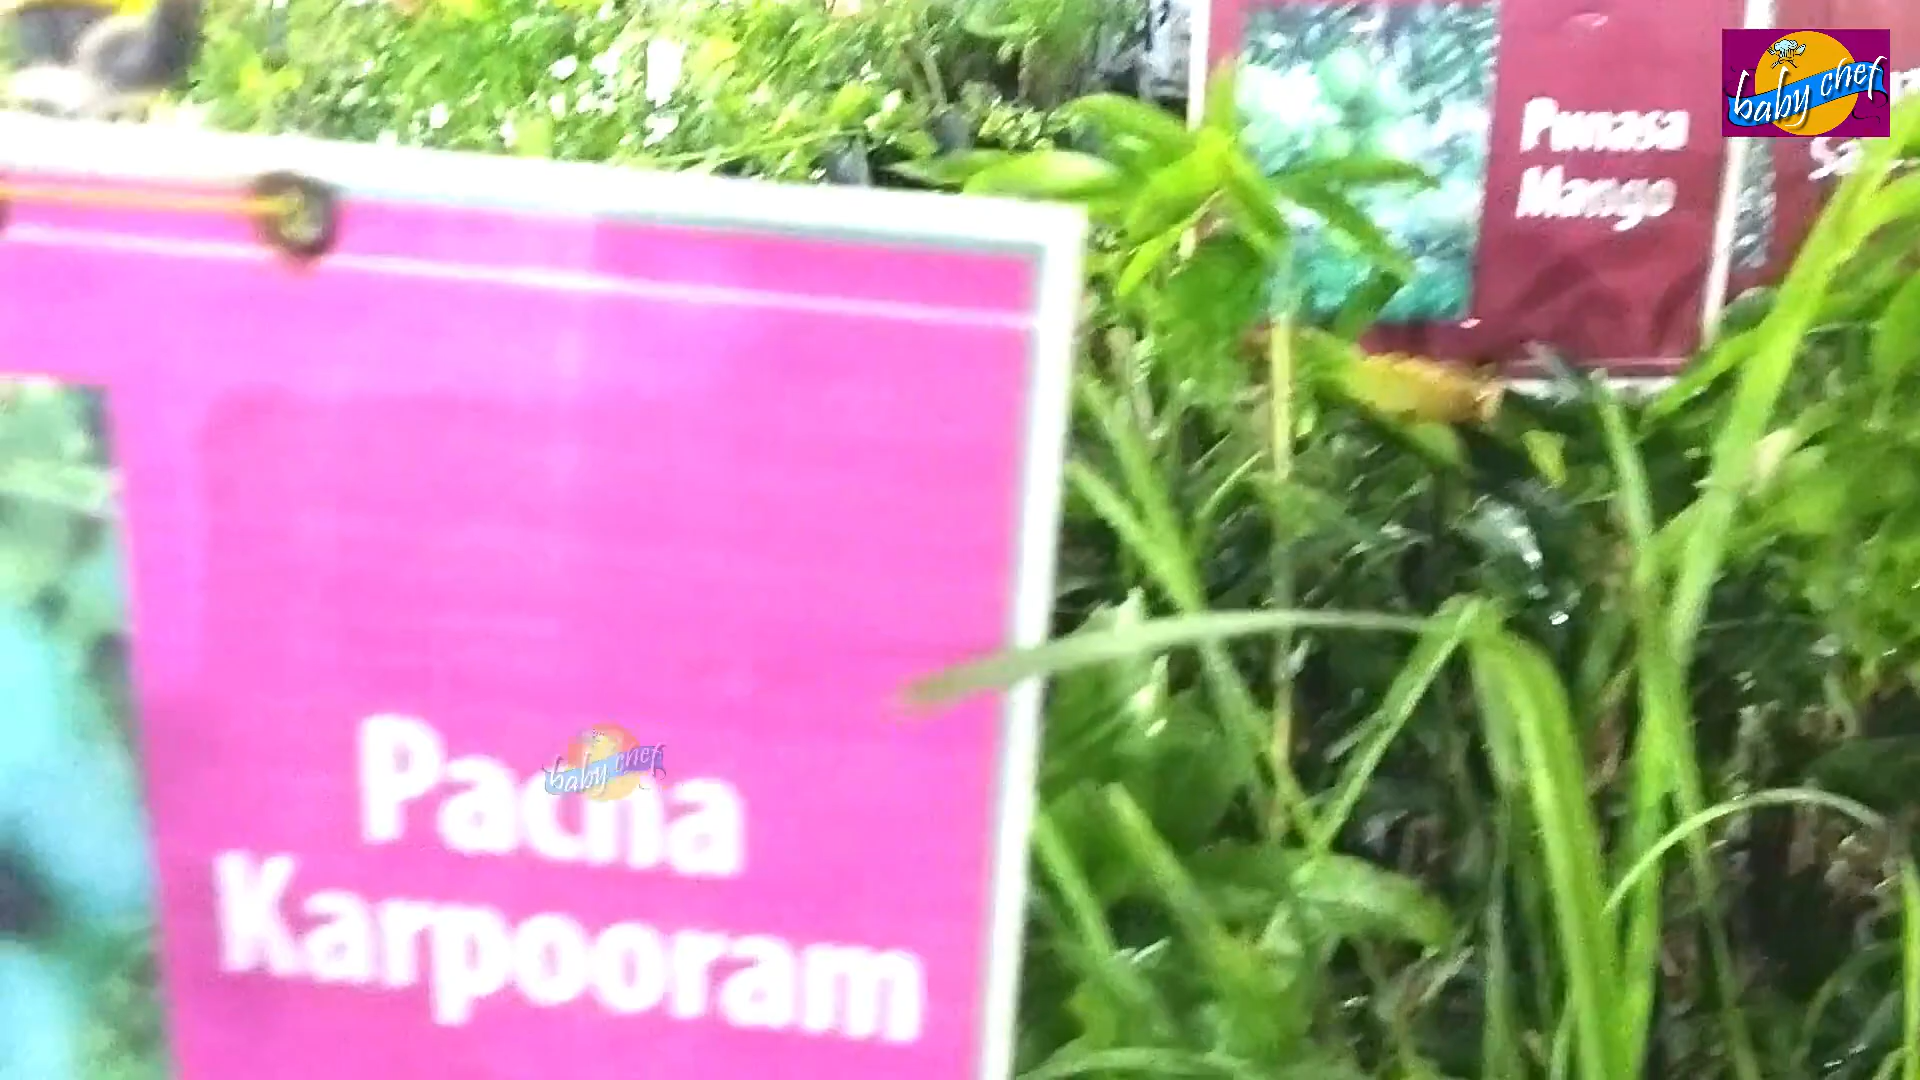 baby chef
Punasa
Mango
Pacha
baby chef
Karpooram